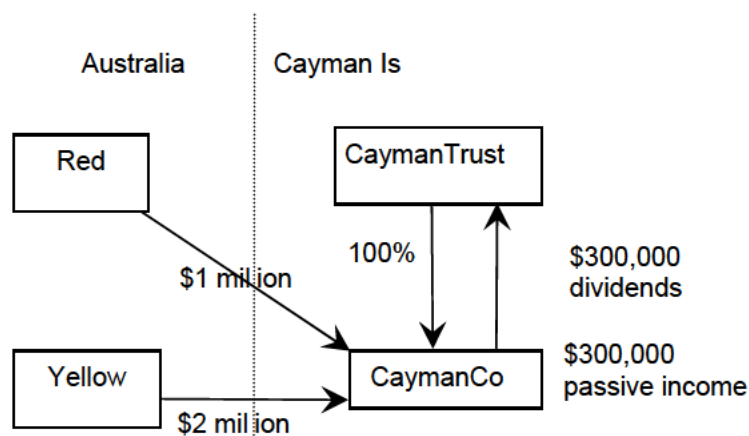 Australia
Cayman Is
Red
CaymanTrust
100%
$300,000
dividends
$1 million
$300,000
passive income
Yellow
CaymanCo
$2 million